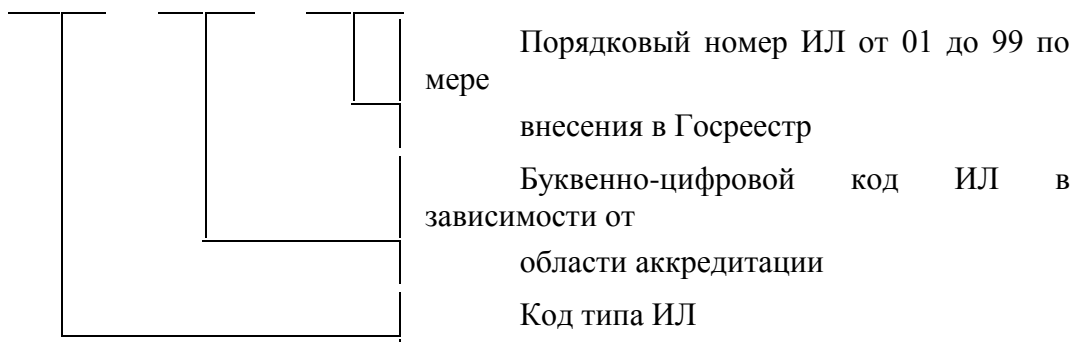 Порядковый номер ИЛ от 01 до 99 по
мере
внесения в Госреестр
Буквенно-цифровой код ИЛ в
зависимости от
области аккредитации
Код типа ИЛ